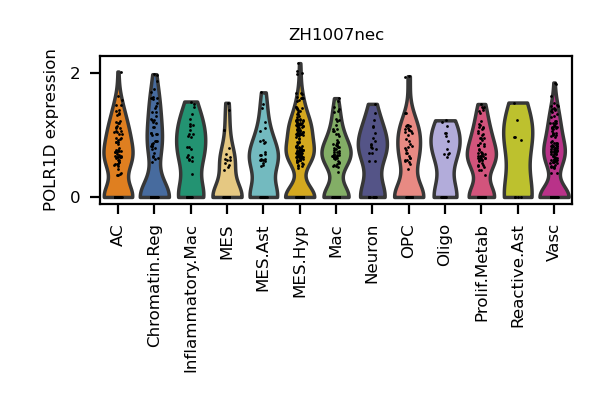 ZH1007nec
POLR1D expression
2
0
AC
Chromatin.Reg
Inflammatory.Mac
MES
MES.Ast
MES.Hyp
Mac
Neuron
OPC
Oligo
Prolif.Metab
Reactive.Ast
Vasc